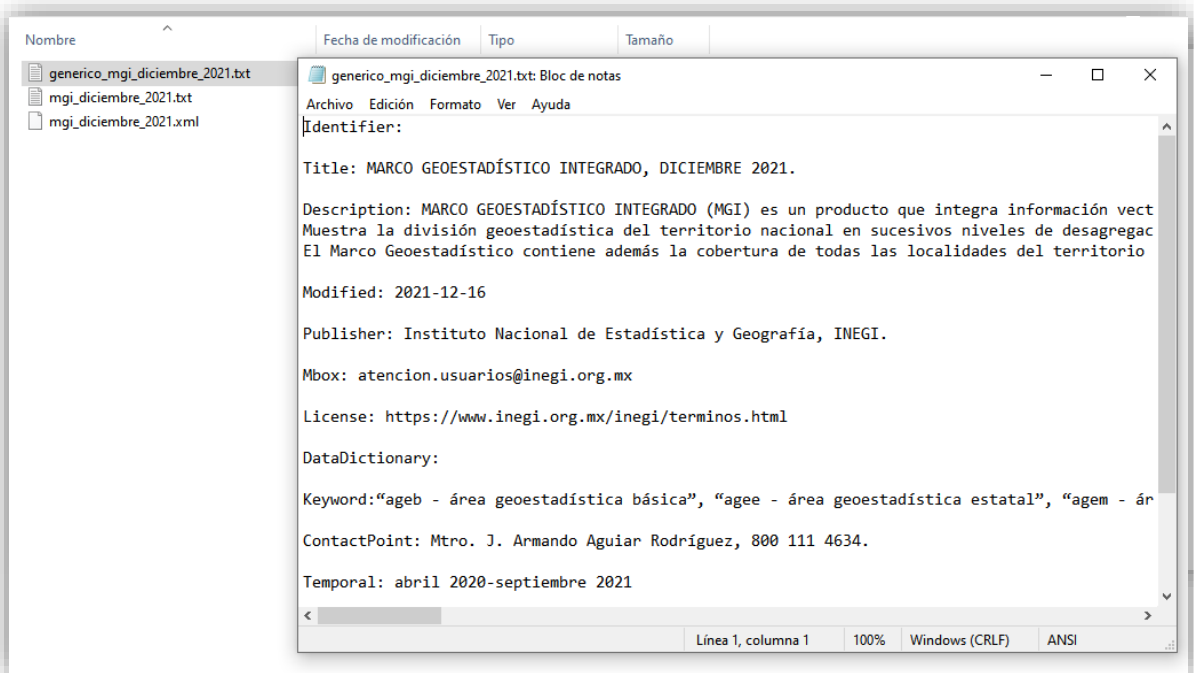 Nombre Fecha de modificación Tipo Tamaño
generico_mgi_diciembre_2021.txt
mgi_diciembre_2021.txt
mgi_diciembre_2021.xml
generico_mgi_diciembre_2021.txt: Bloc de notas
Archivo Edición Formato Ver Ayuda
Identifier:
Title: MARCO GEOESTADÍSTICO INTEGRADO, DICIEMBRE 2021.
Description: MARCO GEOESTADÍSTICO INTEGRADO (MGI) es un producto que integra información vect
Muestra la división geoestadística del territorio nacional en sucesivos niveles de desagregac
El Marco Geoestadístico contiene además la cobertura de todas las localidades del territorio
Modified: 2021-12-16
Publisher: Instituto Nacional de Estadística y Geografía, INEGI.
Mbox: atencion.usuarios@inegi.org.mx
License: https://www.inegi.org.mx/inegi/terminos.html
DataDictionary:
Keyword:“ageb - área geoestadística básica”, “agee - área geoestadística estatal”, “agem - ár
ContactPoint: Mtro. J. Armando Aguiar Rodríguez, 800 111 4634.
Temporal: abril 2020-septiembre 2021
Línea 1, columna 1 100% Windows (CRLF) ANSI